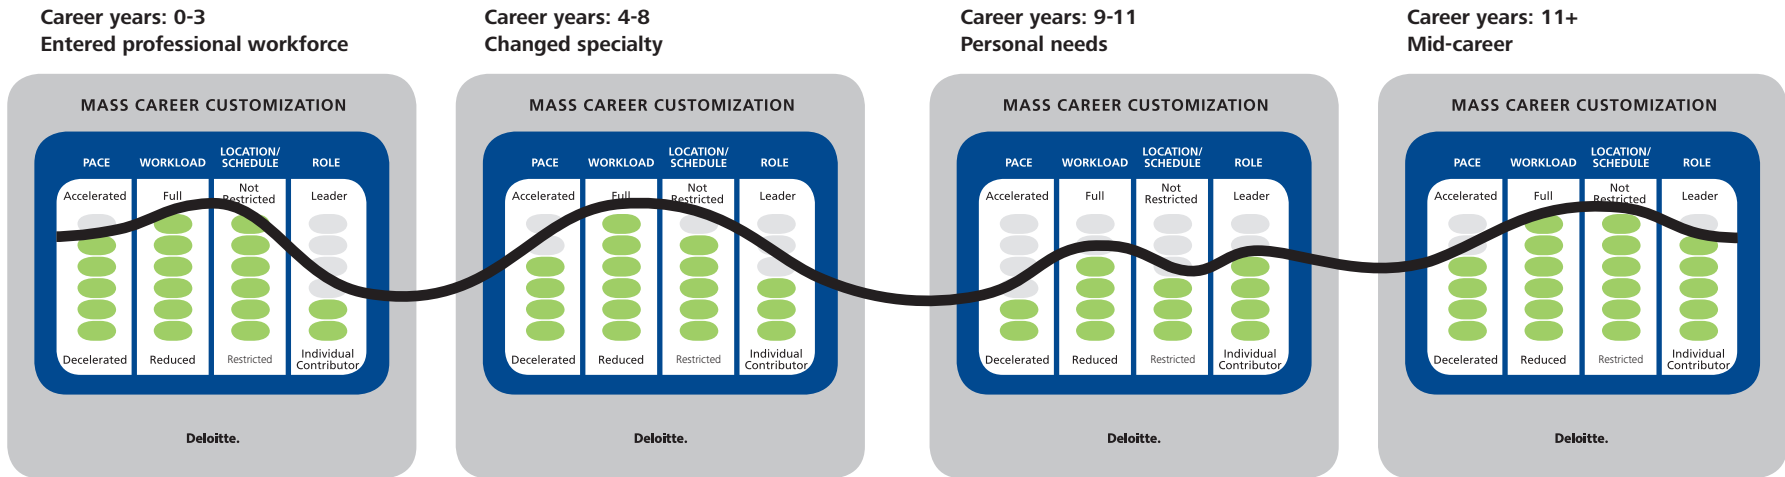 Career years: 0-3
Entered professional workforce
MASS CAREER CUSTOMIZATION
PACE
WORKLOAD
LOCATION/
SCHEDULE
ROLE
Accelerated
Full
Not
Restricted
Leader
Decelerated
Reduced
Restricted
Individual
Contributor
Deloitte.
Career years: 4-8
Changed specialty
MASS CAREER CUSTOMIZATION
PACE
WORKLOAD
LOCATION/
SCHEDULE
ROLE
Accelerated
Full
Not
Restricted
Leader
Decelerated
Reduced
Restricted
Individual
Contributor
Deloitte.
Career years: 9-11
Personal needs
MASS CAREER CUSTOMIZATION
PACE
WORKLOAD
LOCATION/
SCHEDULE
ROLE
Accelerated
Full
Not
Restricted
Leader
Decelerated
Reduced
Restricted
Individual
Contributor
Deloitte.
Career years: 11+
Mid-career
MASS CAREER CUSTOMIZATION
PACE
WORKLOAD
LOCATION/
SCHEDULE
ROLE
Accelerated
Full
Not
Restricted
Leader
Decelerated
Reduced
Restricted
Individual
Contributor
Deloitte.